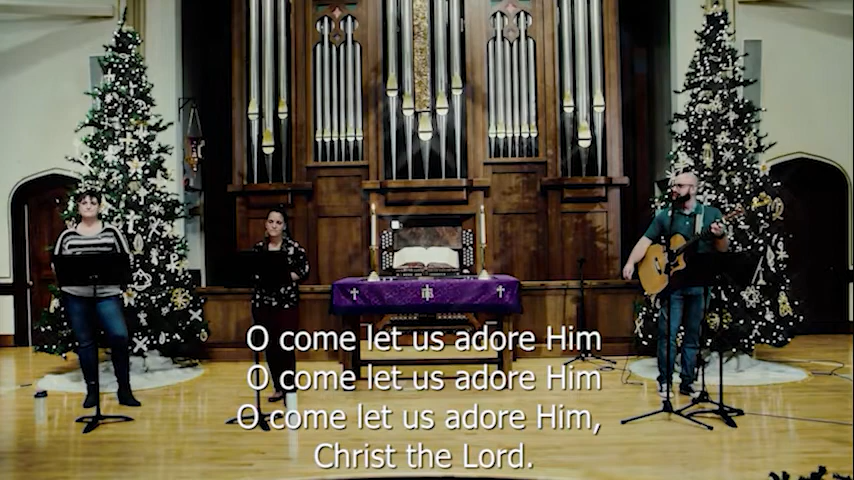 O come let us adore Him
O come let us adore Him
O come let us adore Him,
Christ the Lord.